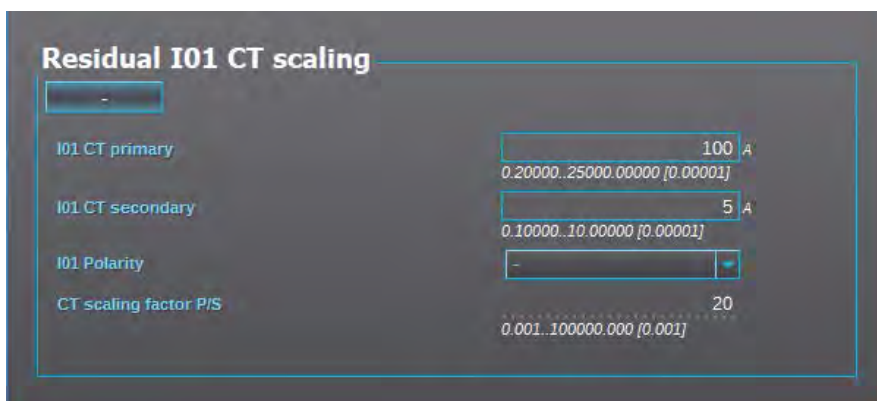 Residual I01 CT scaling
-
I01 CT primary
100 A
0.20000..25000.00000 [0.00001]
I01 CT secondary
5 A
0.10000..10.00000 [0.00001]
I01 Polarity
-
CT scaling factor P/S
20
0.001..100000.000 [0.001]